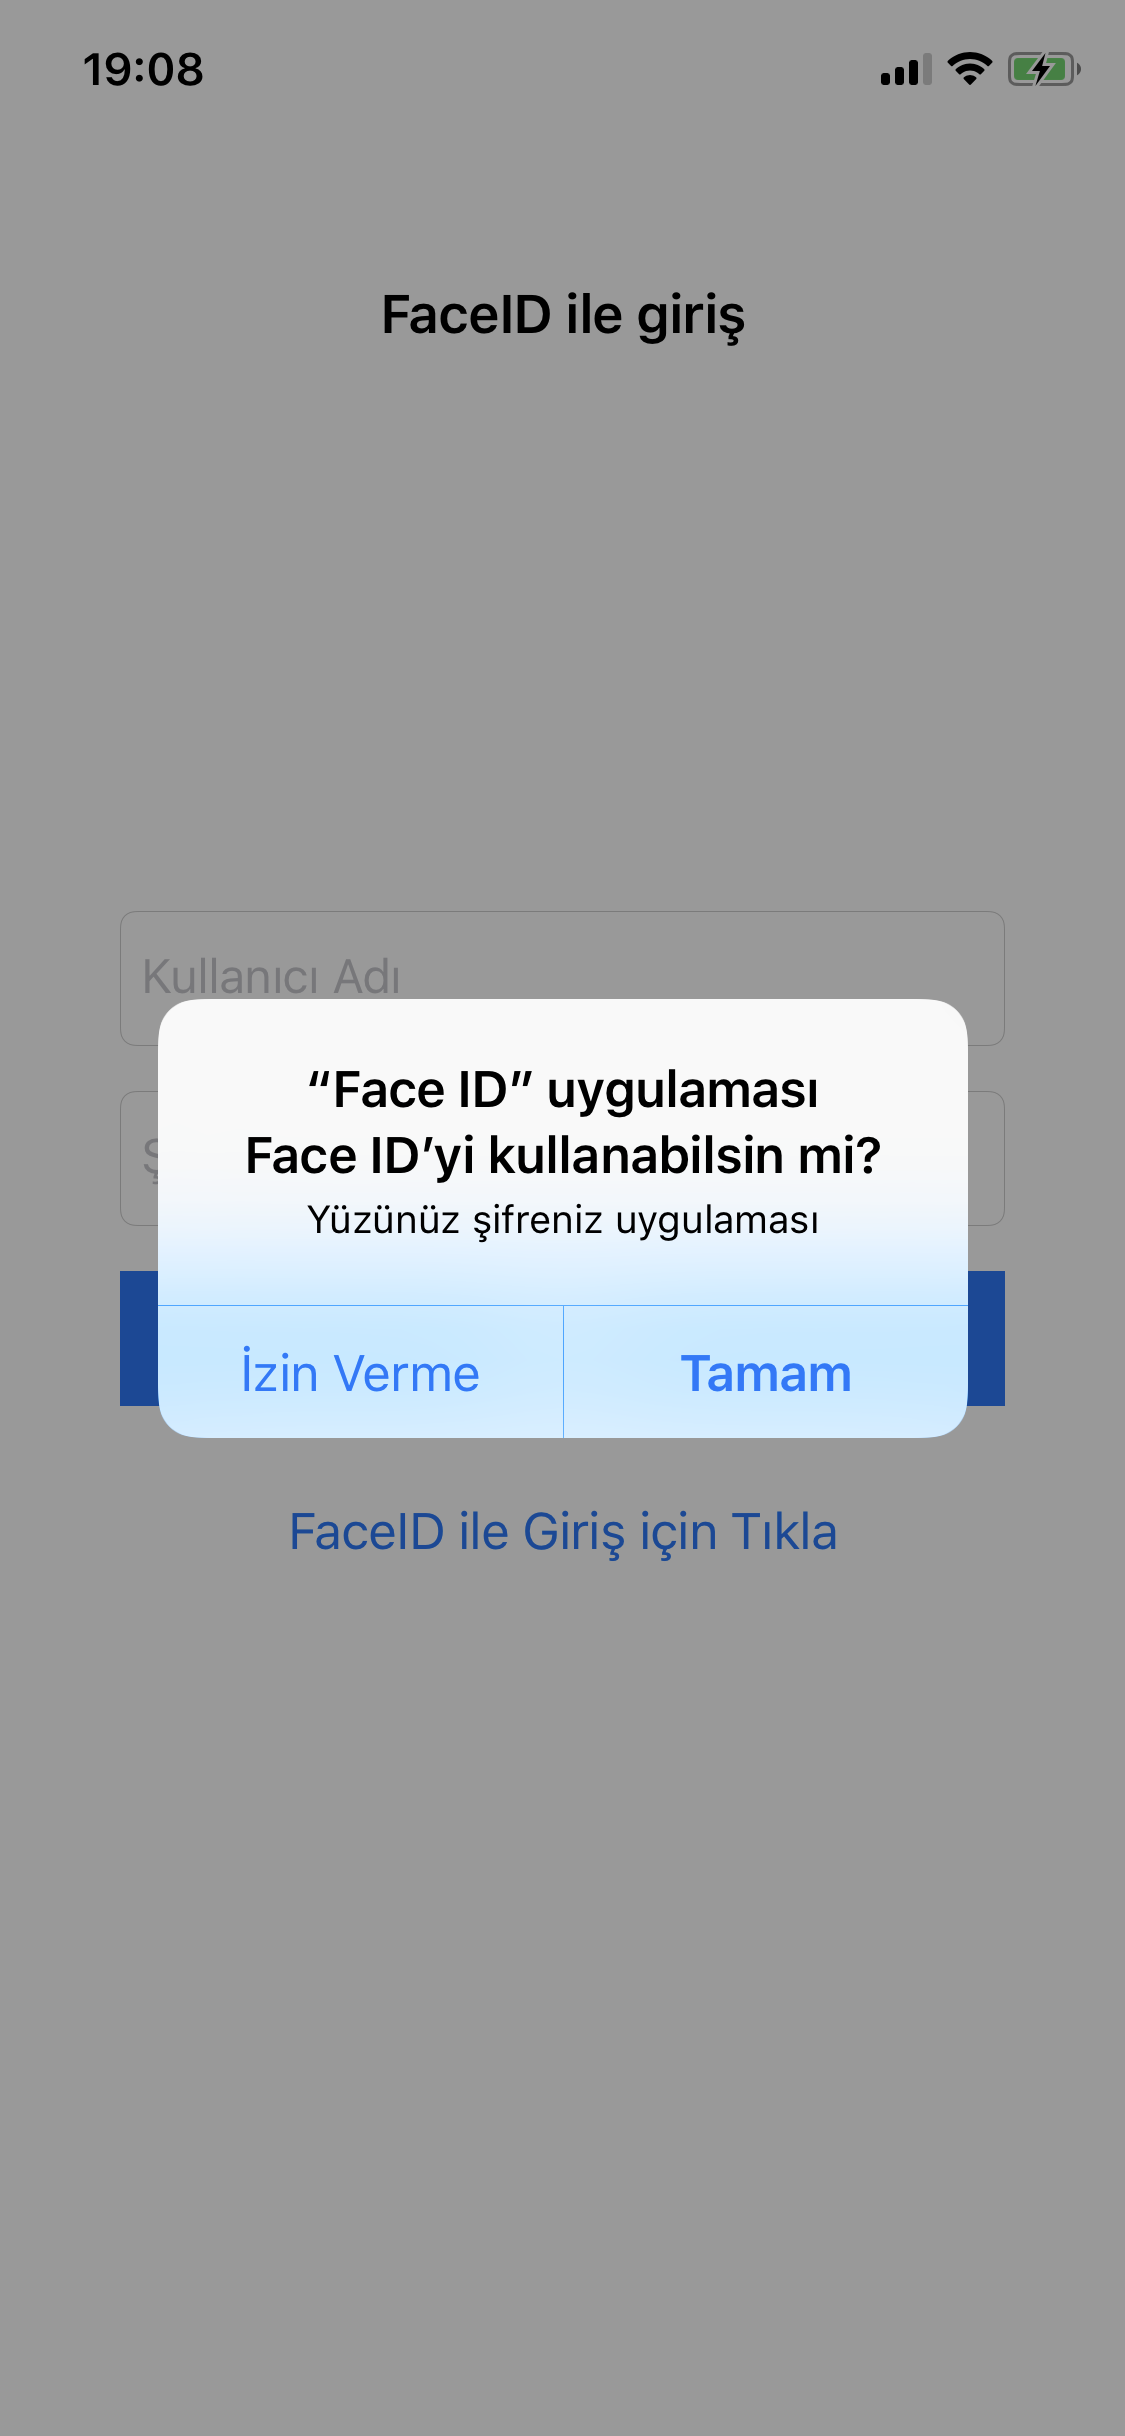 19:08
FaceID ile giriş
Kullanıcı Adı
“Face ID” uygulaması
Face ID’yi kullanabilsin mi?
Yüzünüz şifreniz uygulaması
İzin Verme
Tamam
FaceID ile Giriş için Tıkla